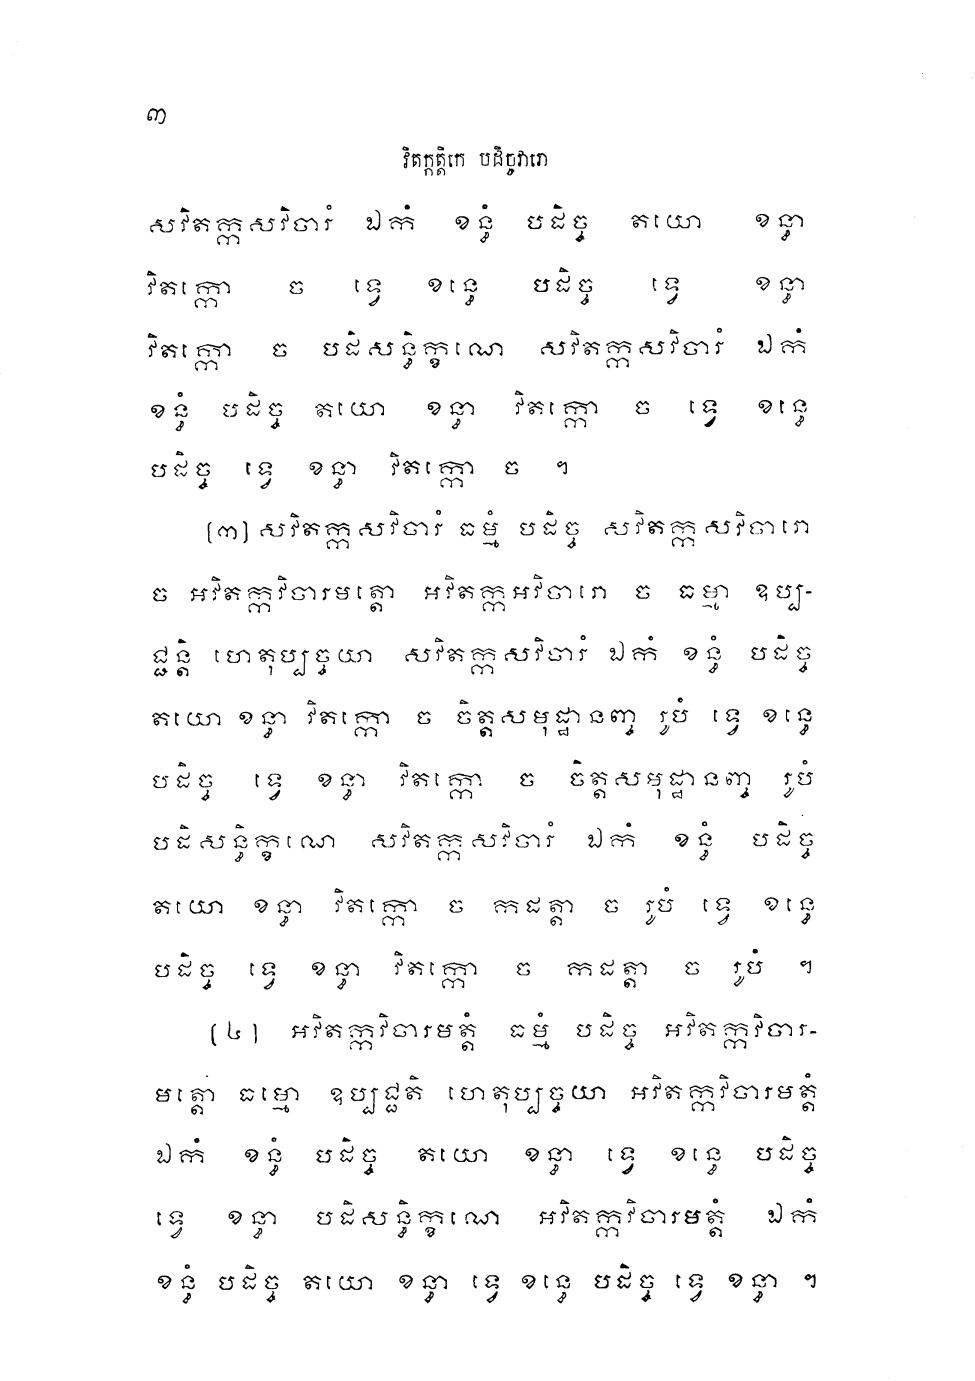 ៣
វិតក្កត្តិកេ បដិច្ចវារោ
សវិតក្កសវិចារំ ឯកំ ខន្ធំ បដិច្ច តយោ ខន្ធា
វិតក្កោ ច ទ្វេ ខន្ធេ បដិច្ច ទ្វេ ខន្ធា
វិតក្កោ ច បដិសន្ធិក្ខណេ សវិតក្កសវិចារំ ឯកំ
ខន្ធំ បដិច្ច តយោ ខន្ធា វិតក្កោ ច ទ្វេ ខន្ធេ
បដិច្ច ទ្វេ ខន្ធា វិតក្កោ ច ។
[៣] សវិតក្កសវិចារំ ធម្មំ បដិច្ច សវិតក្កសវិចារោ
ច អវិតក្កវិចារមត្តោ អវិតក្កអវិចារោ ច ធម្មា ឧប្ប-
ជ្ជន្តិ ហេតុប្បច្ចយា សវិតក្កសវិចារំ ឯកំ ខន្ធំ បដិច្ច
តយោ ខន្ធា វិតក្កោ ច ចិត្តសមុដ្ឋានញ្ច រូបំ ទ្វេ ខន្ធេ
បដិច្ច ទ្វេ ខន្ធា វិតក្កោ ច ចិត្តសមុដ្ឋានញ្ច រូបំ
បដិសន្ធិក្ខណេ សវិតក្កសវិចារំ ឯកំ ខន្ធំ បដិច្ច
តយោ ខន្ធា វិតក្កោ ច កដត្តា ច រូបំ ទ្វេ ខន្ធេ
បដិច្ច ទ្វេ ខន្ធា វិតក្កោ ច កដត្តា ច រូបំ ។
[៤] អវិតក្កវិចារមត្តំ ធម្មំ បដិច្ច អវិតក្កវិចារ-
មត្តោ ធម្មោ ឧប្បជ្ជតិ ហេតុប្បច្ចយា អវិតក្កវិចារមត្តំ
ឯកំ ខន្ធំ បដិច្ច តយោ ខន្ធា ទ្វេ ខន្ធេ បដិច្ច
ទ្វេ ខន្ធា បដិសន្ធិក្ខណេ អវិតក្កវិចារមត្តំ ឯកំ
ខន្ធំ បដិច្ច តយោ ខន្ធា ទ្វេ ខន្ធេ បដិច្ច ទ្វេ ខន្ធា ។